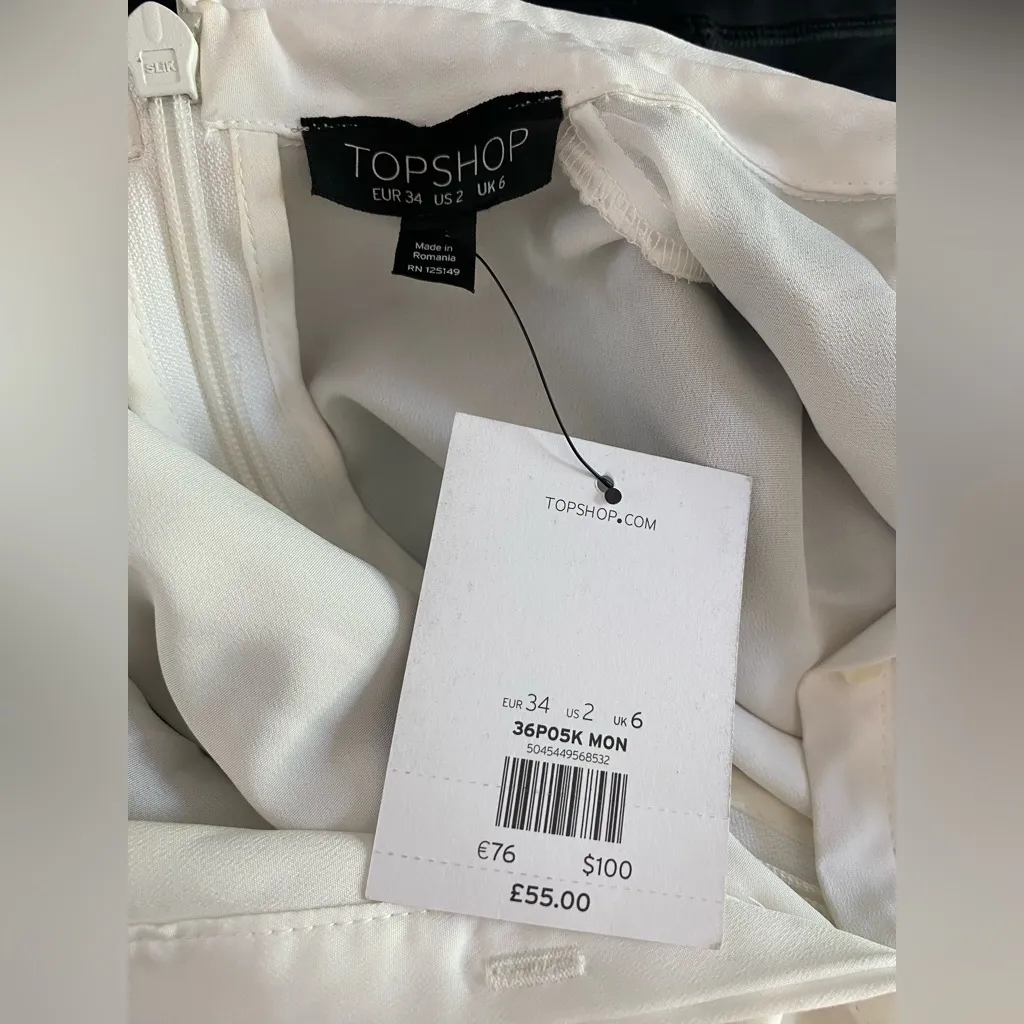 SLIK
TOPSHOP
EUR 34 US 2 UK 6
Made in
Romania
RN 125149
TOPSHOP.COM
EUR 34 US 2 UK 6
36P05K MON
5045449568532
€76 $100
£55.00